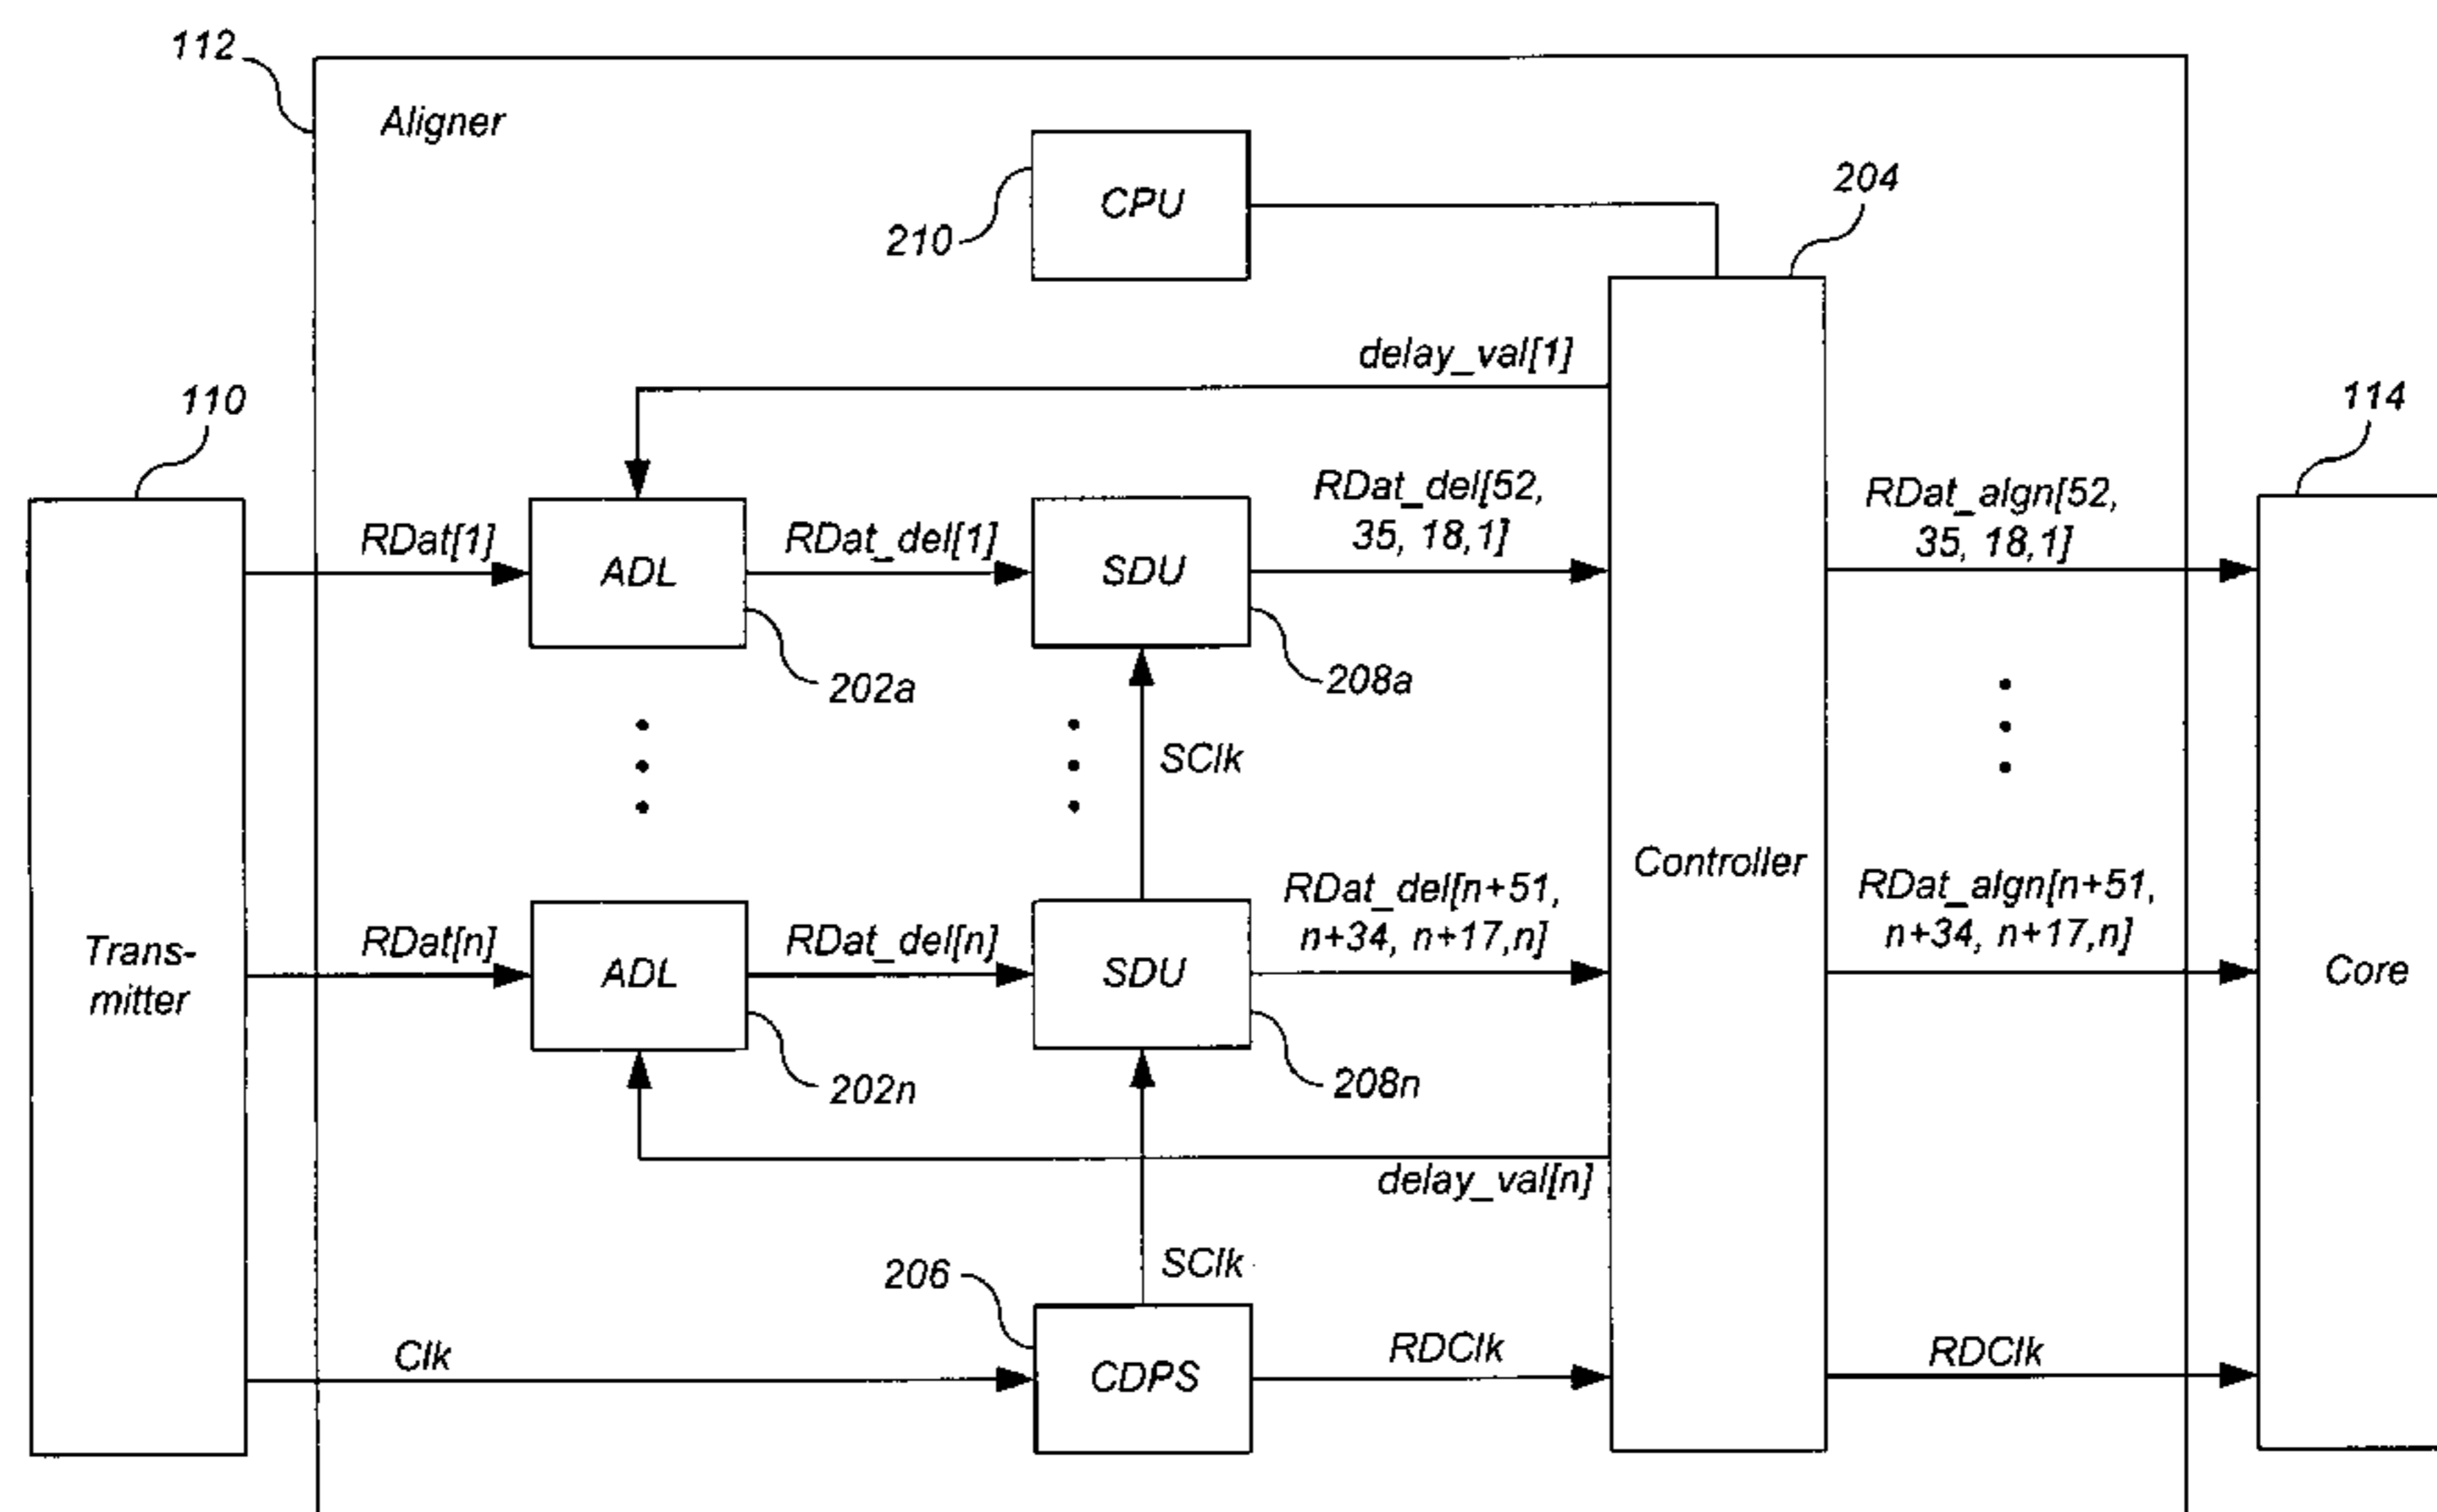 112
Aligner
204
CPU
210
delay_val[1]
110
114
RDat[1]
ADL
RDat_del[1]
SDU
RDat_del[52,
35, 18,1]
RDat_algn[52,
35, 18,1]
202a
208a
SClk
Controller
Trans-
mitter
RDat[n]
ADL
RDat_del[n]
SDU
RDat_del[n+51,
n+34, n+17,n]
RDat_algn[n+51,
n+34, n+17,n]
Core
202n
208n
delay_val[n]
206
SClk
Clk
CDPS
RDClk
RDClk